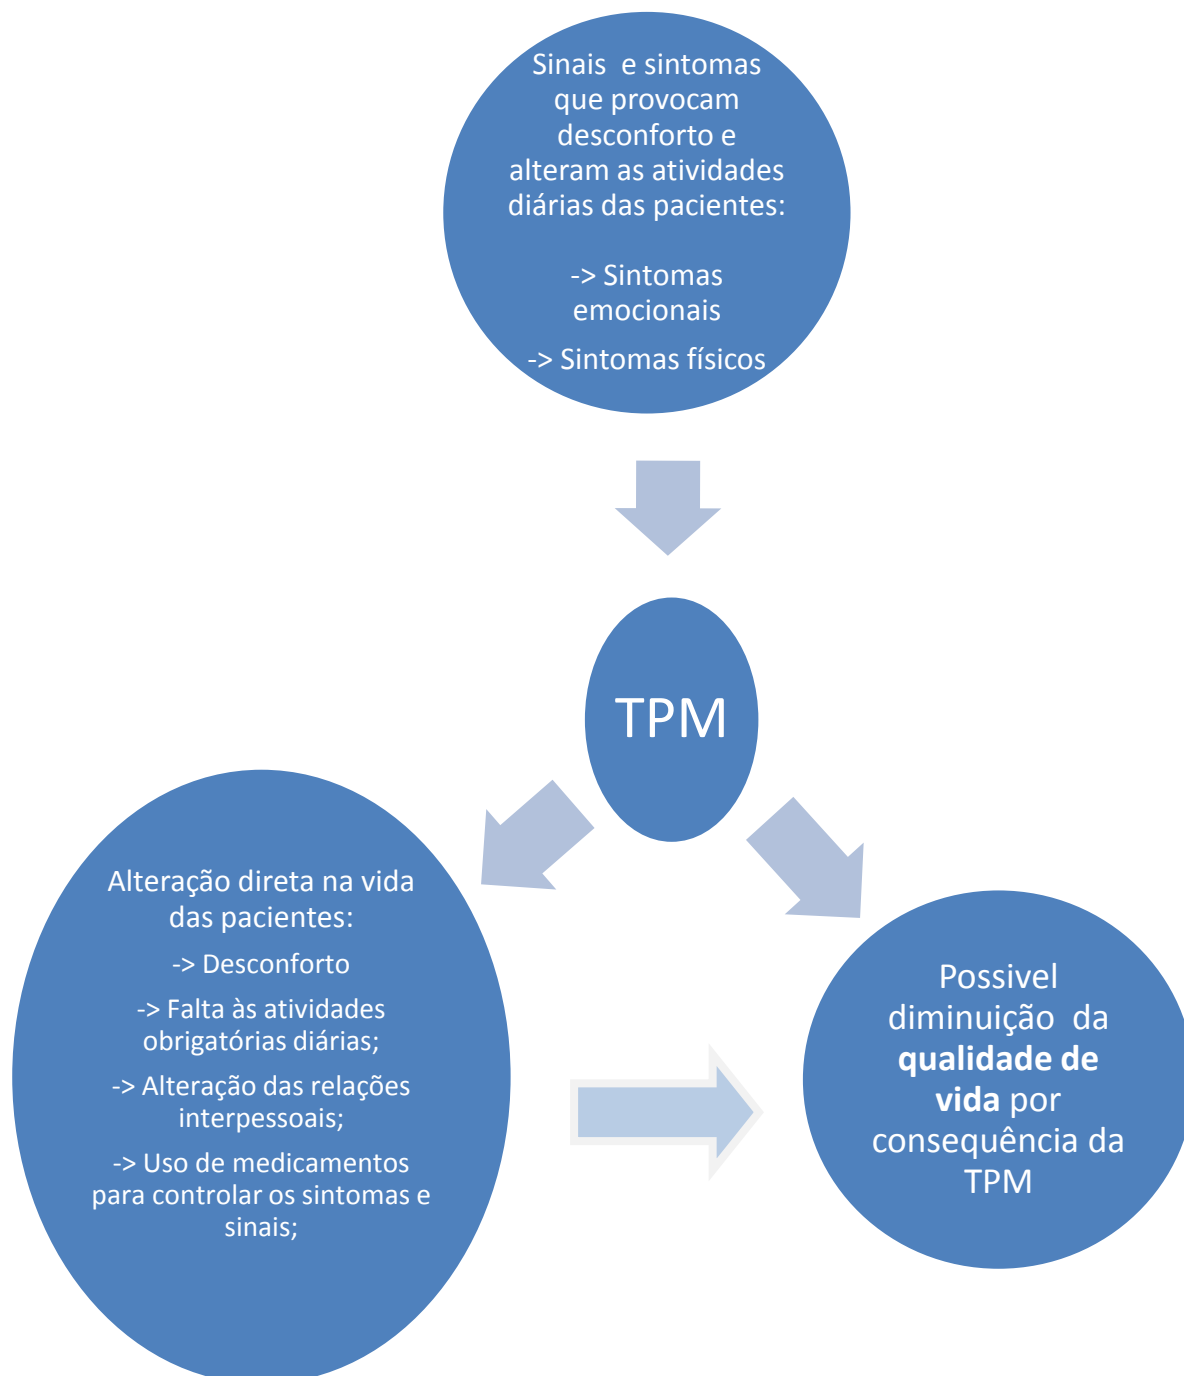 Sinais e sintomas
que provocam
desconforto e
alteram as atividades
diárias das pacientes:
-> Sintomas
emocionais
-> Sintomas físicos
TPM
Alteração direta na vida
das pacientes:
-> Desconforto
-> Falta às atividades
obrigatórias diárias;
-> Alteração das relações
interpessoais;
-> Uso de medicamentos
para controlar os sintomas e
sinais;
Possivel
diminuição da
qualidade de
vida por
consequência da
TPM